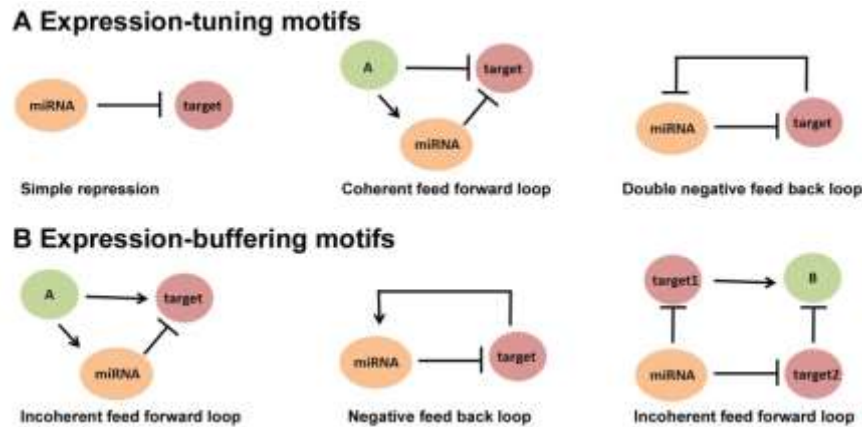 A Expression-tuning motifs
A
target
miRNA
target
miRNA
miRNA
target
Simple repression
Coherent feed forward loop
Double negative feed back loop
B Expression-buffering motifs
A
target
miRNA
miRNA
target
target1
B
miRNA
target2
Incoherent feed forward loop
Negative feed back loop
Incoherent feed forward loop